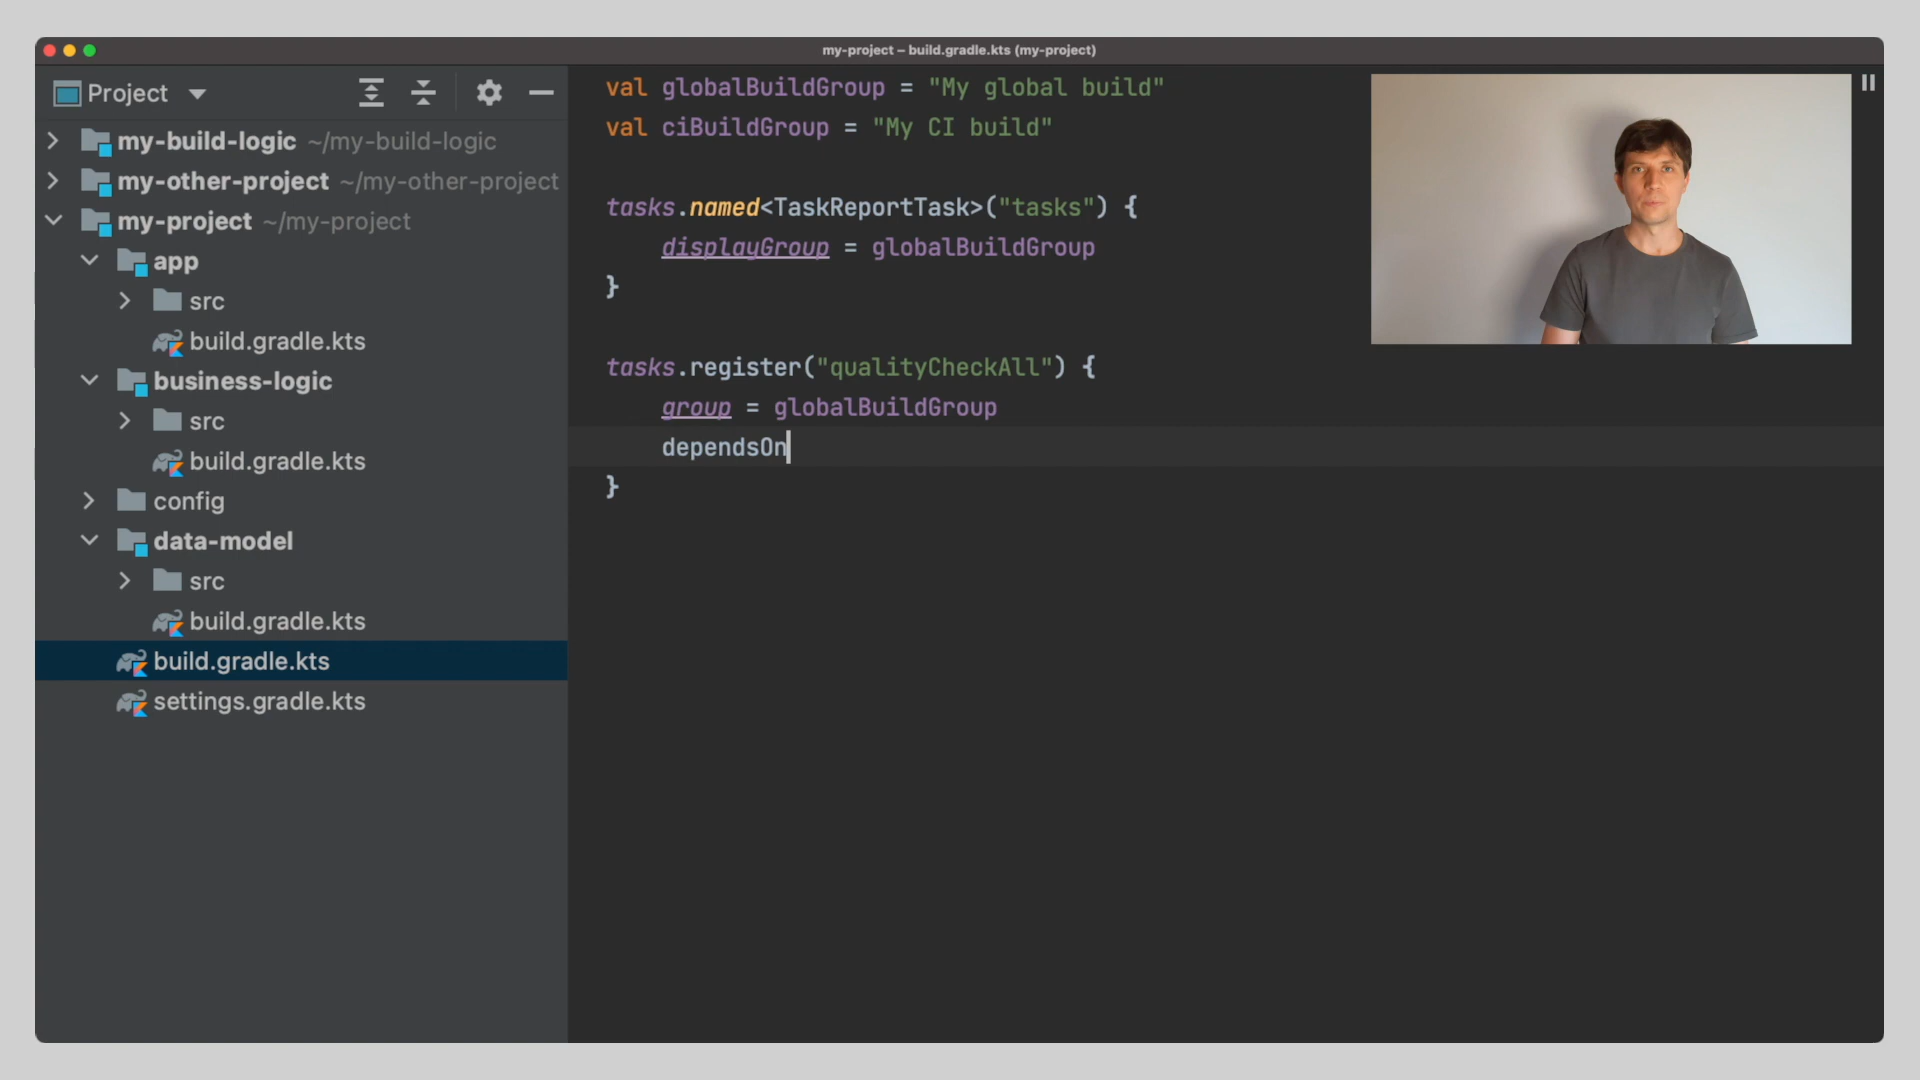 my-project – build.gradle.kts (my-project)
Project
my-build-logic ~/my-build-logic
my-other-project ~/my-other-project
my-project ~/my-project
app
src
build.gradle.kts
business-logic
src
build.gradle.kts
config
data-model
src
build.gradle.kts
build.gradle.kts
settings.gradle.kts
val globalBuildGroup = "My global build"
val ciBuildGroup = "My CI build"
tasks.named<TaskReportTask>("tasks") {
displayGroup = globalBuildGroup
}
tasks.register("qualityCheckAll") {
group = globalBuildGroup
dependsOn
}